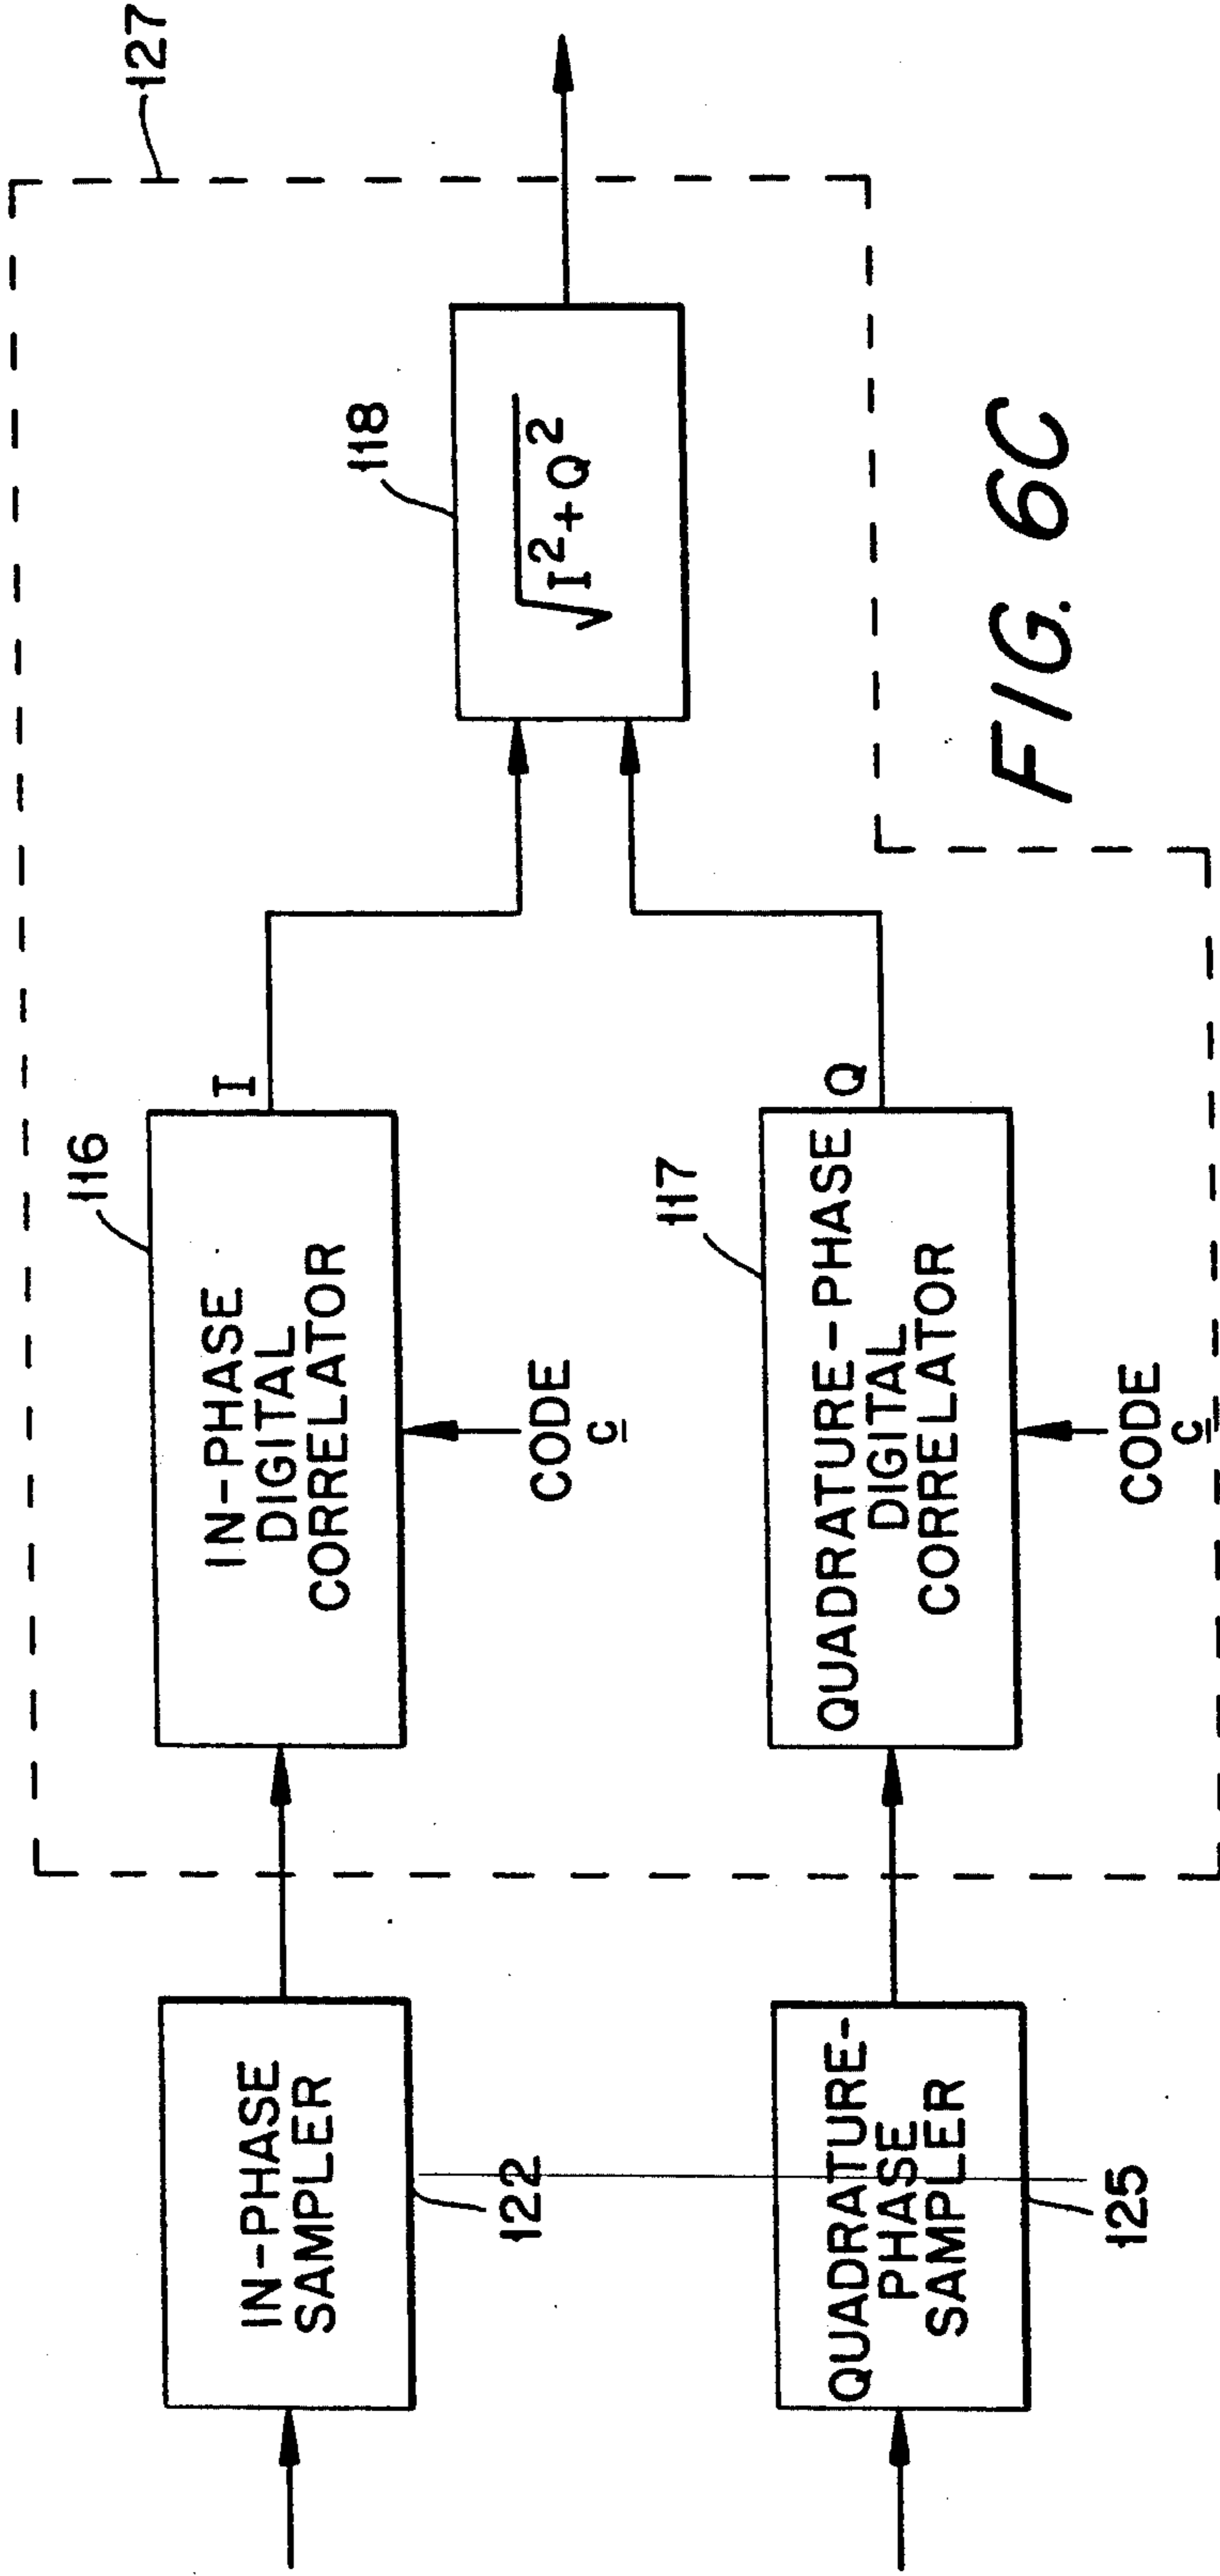 127
116
IN-PHASE
DIGITAL
CORRELATOR
I
CODE
c
118
√I²+Q²
117
QUADRATURE-PHASE
DIGITAL
CORRELATOR
Q
CODE
c
IN-PHASE
SAMPLER
122
QUADRATURE-
PHASE
SAMPLER
125
FIG. 6C